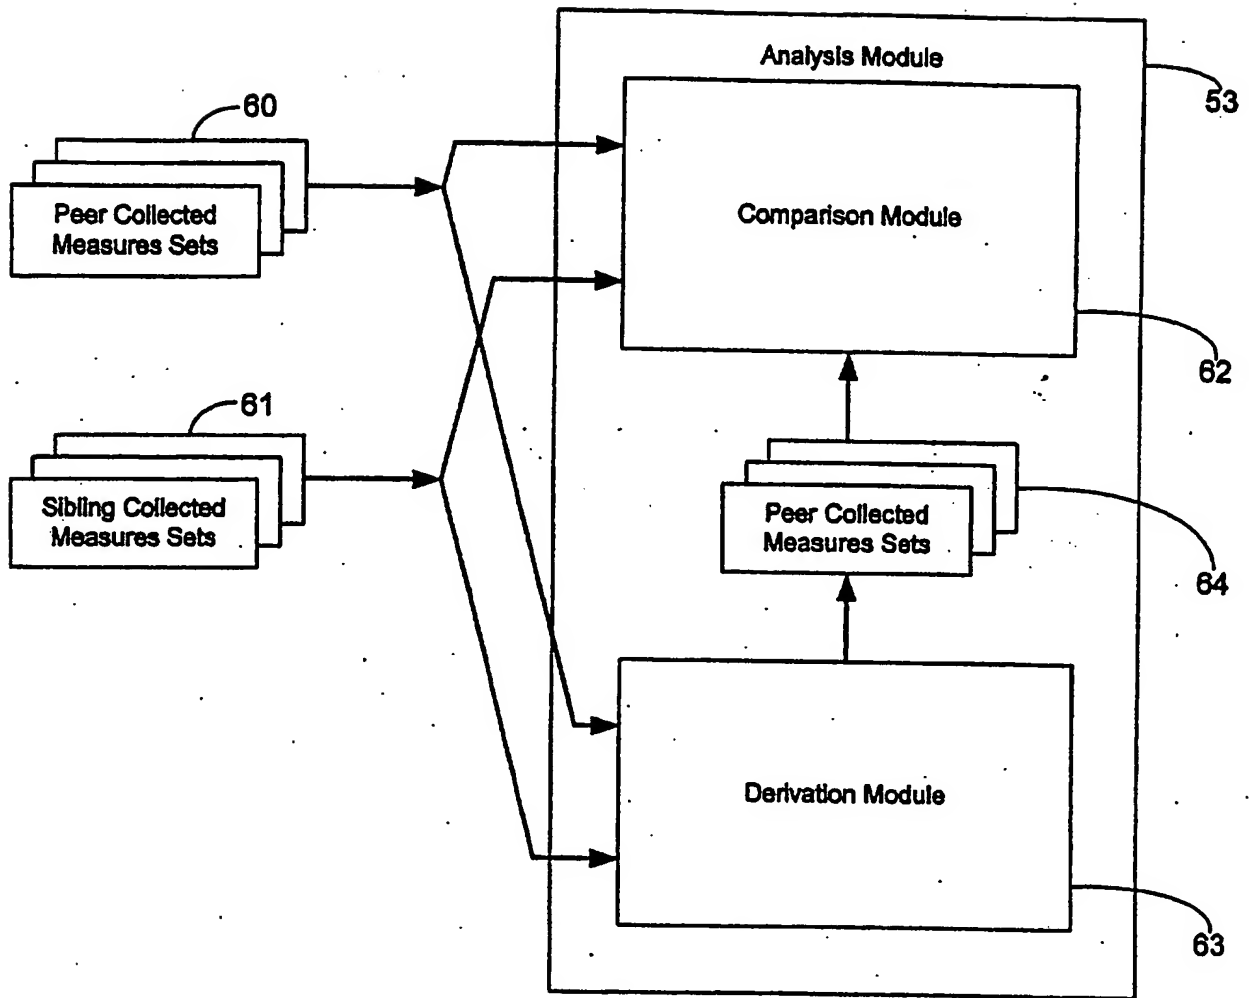 Analysis Module
53
60
Peer Collected
Measures Sets
Comparison Module
62
61
Sibling Collected
Measures Sets
Peer Collected
Measures Sets
64
Derivation Module
63